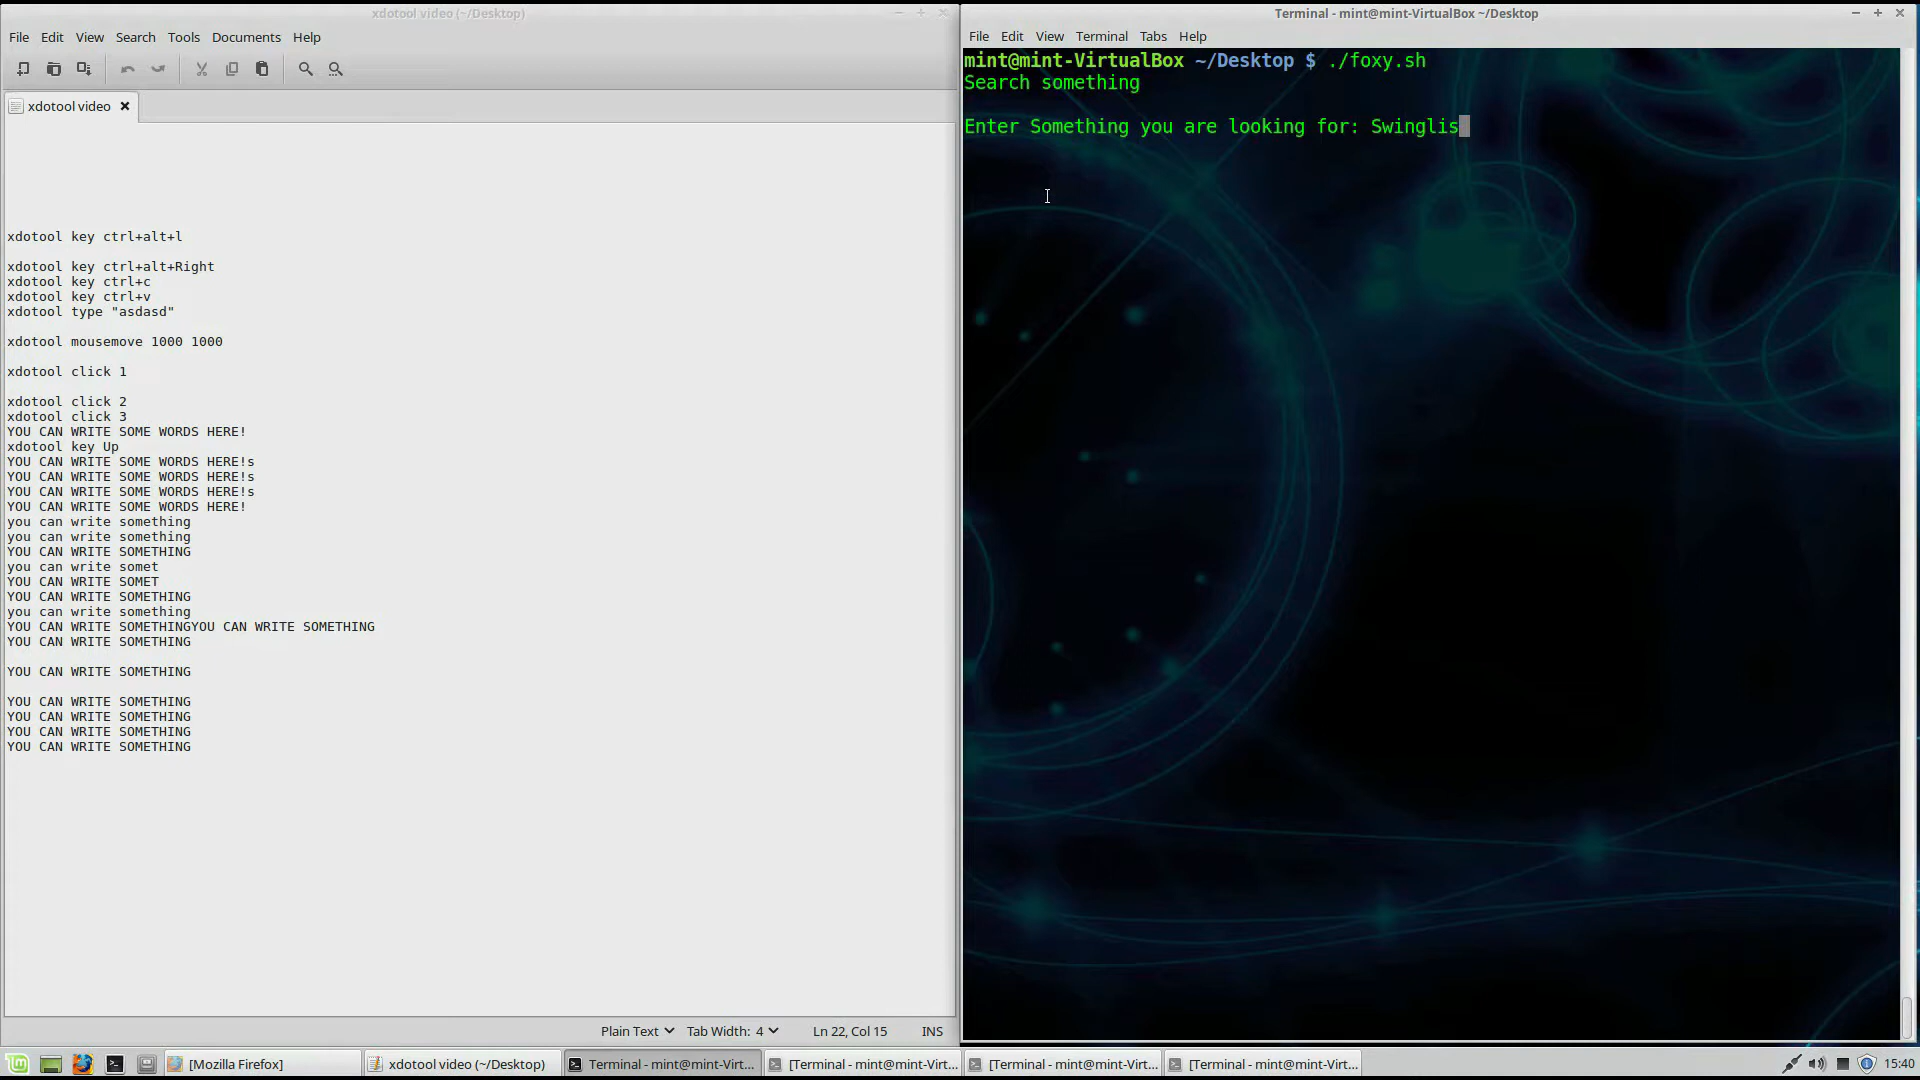 xdotool video (~/Desktop)
File Edit View Search Tools Documents Help
xdotool video
xdotool key ctrl+alt+l
xdotool key ctrl+alt+Right
xdotool key ctrl+c
xdotool key ctrl+v
xdotool type "asdasd"
xdotool mousemove 1000 1000
xdotool click 1
xdotool click 2
xdotool click 3
YOU CAN WRITE SOME WORDS HERE!
xdotool key Up
YOU CAN WRITE SOME WORDS HERE!s
YOU CAN WRITE SOME WORDS HERE!s
YOU CAN WRITE SOME WORDS HERE!s
YOU CAN WRITE SOME WORDS HERE!
you can write something
you can write something
YOU CAN WRITE SOMETHING
you can write somet
YOU CAN WRITE SOMET
YOU CAN WRITE SOMETHING
you can write something
YOU CAN WRITE SOMETHINGYOU CAN WRITE SOMETHING
YOU CAN WRITE SOMETHING
YOU CAN WRITE SOMETHING
YOU CAN WRITE SOMETHING
YOU CAN WRITE SOMETHING
YOU CAN WRITE SOMETHING
YOU CAN WRITE SOMETHING
Plain Text Tab Width: 4 Ln 22, Col 15 INS
Terminal - mint@mint-VirtualBox ~/Desktop
File Edit View Terminal Tabs Help
mint@mint-VirtualBox ~/Desktop $ ./foxy.sh
Search something
Enter Something you are looking for: Swinglis
[Mozilla Firefox] xdotool video (~/Desktop) Terminal - mint@mint-Virt... [Terminal - mint@mint-Virt... [Terminal - mint@mint-Virt... [Terminal - mint@mint-Virt... 15:40